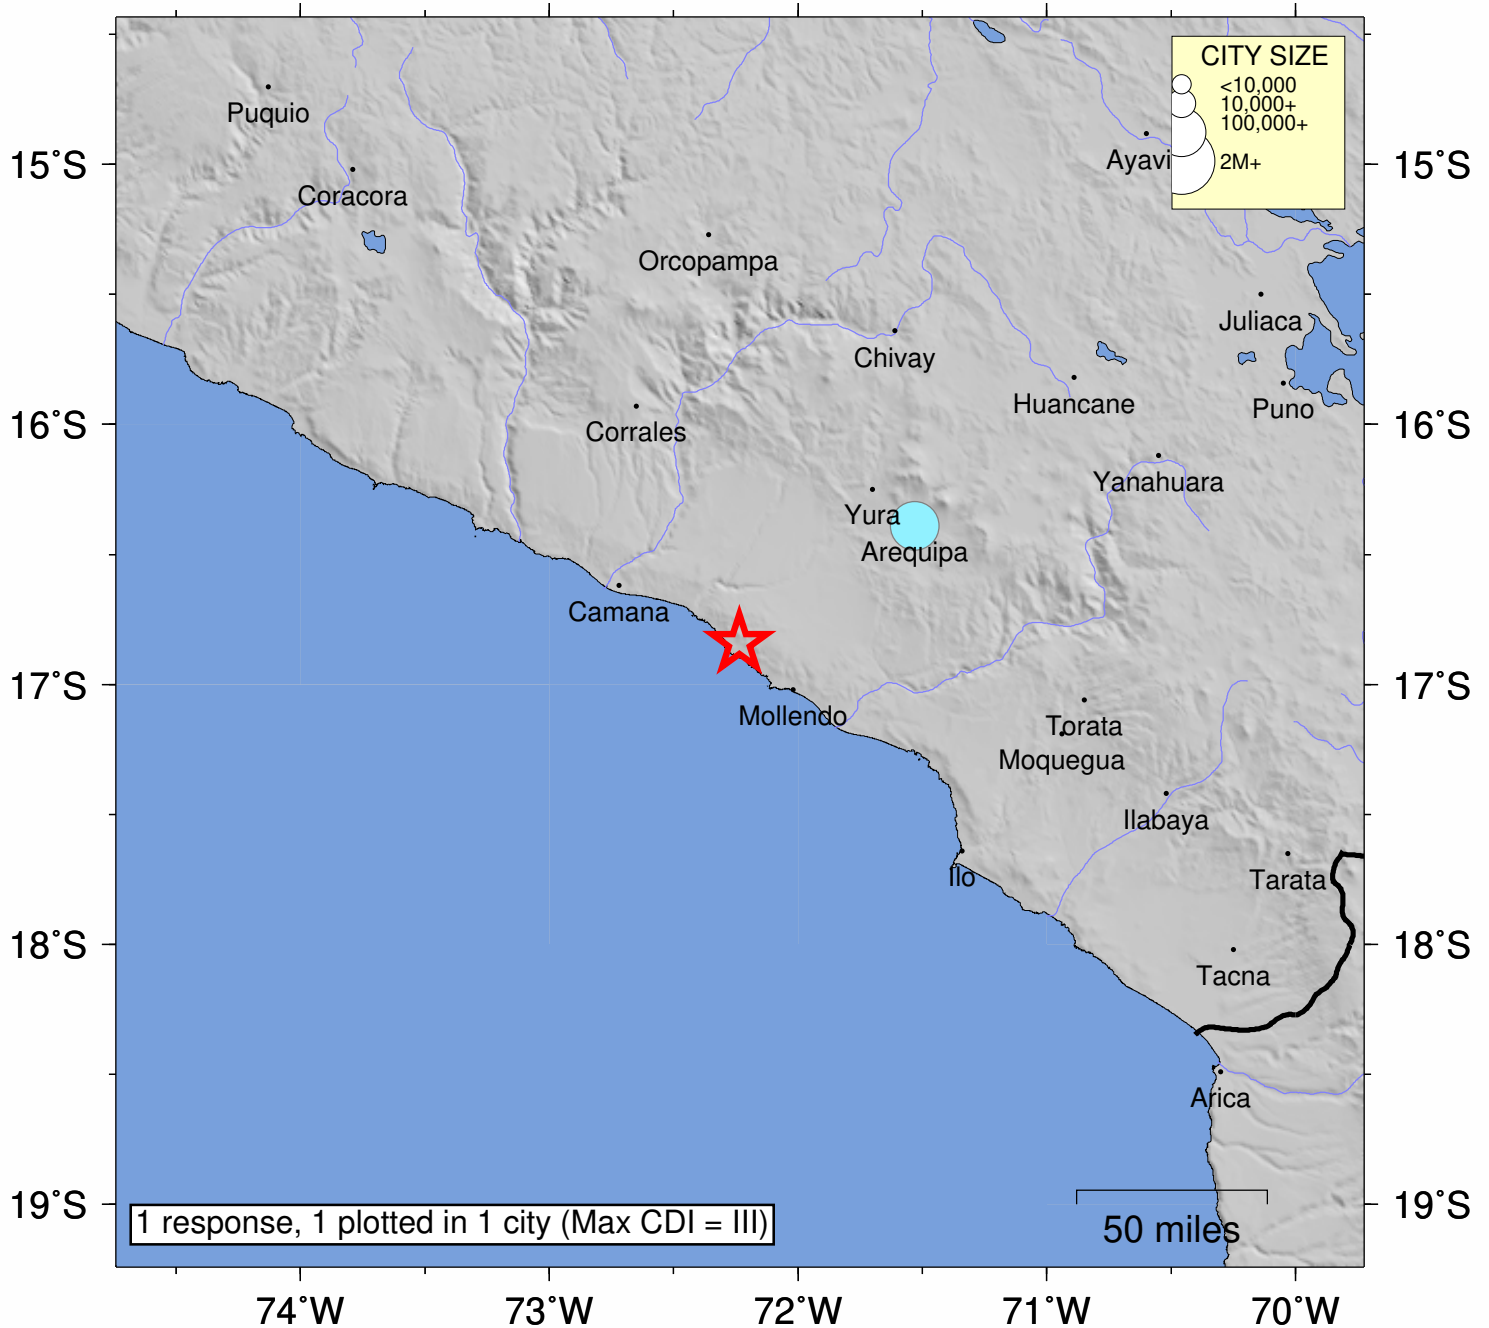 CITY SIZE
<10,000
10,000+
100,000+
2M+
Puquio
Ayavi
15°S
15°S
Coracora
Orcopampa
Juliaca
Chivay
Huancane
Puno
16°S
16°S
Corrales
Yanahuara
Yura
Arequipa
Camana
17°S
17°S
Mollendo
Torata
Moquegua
Ilabaya
Ilo
Tarata
18°S
18°S
Tacna
Arica
19°S
19°S
1 response, 1 plotted in 1 city (Max CDI = III)
50 miles
74°W
73°W
72°W
71°W
70°W